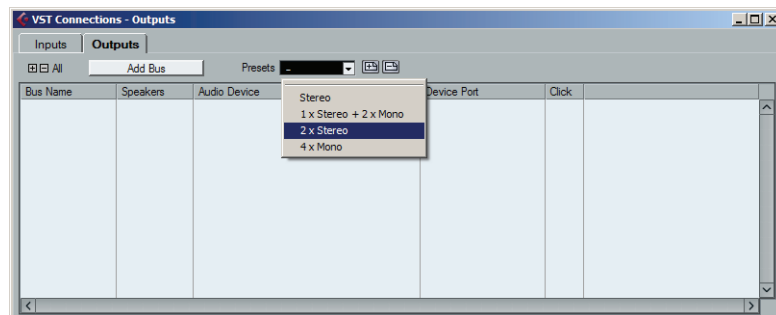 VST Connections - Outputs
Inputs Outputs
All Add Bus Presets -
Bus Name Speakers Audio Device Device Port Click
Stereo
1 x Stereo + 2 x Mono
2 x Stereo
4 x Mono